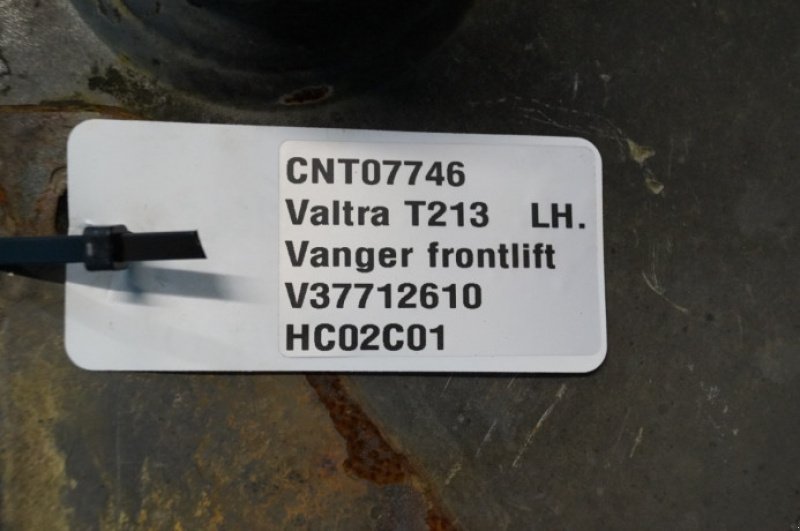 CNT07746
Valtra T213 LH.
Vanger frontlift
V37712610
HC02C01